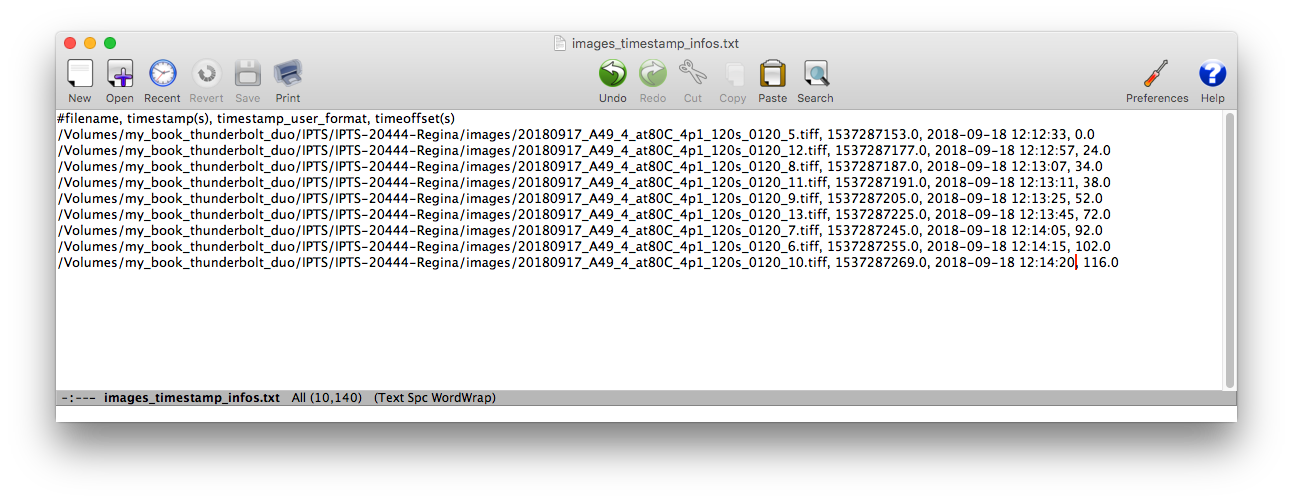 images_timestamp_infos.txt
New Open Recent Revert Save Print Undo Redo Cut Copy Paste Search Preferences Help
#filename, timestamp(s), timestamp_user_format, timeoffset(s)
/Volumes/my_book_thunderbolt_duo/IPTS/IPTS-20444-Regina/images/20180917_A49_4_at80C_4p1_120s_0120_5.tiff, 1537287153.0, 2018-09-18 12:12:33, 0.0
/Volumes/my_book_thunderbolt_duo/IPTS/IPTS-20444-Regina/images/20180917_A49_4_at80C_4p1_120s_0120_12.tiff, 1537287177.0, 2018-09-18 12:12:57, 24.0
/Volumes/my_book_thunderbolt_duo/IPTS/IPTS-20444-Regina/images/20180917_A49_4_at80C_4p1_120s_0120_8.tiff, 1537287187.0, 2018-09-18 12:13:07, 34.0
/Volumes/my_book_thunderbolt_duo/IPTS/IPTS-20444-Regina/images/20180917_A49_4_at80C_4p1_120s_0120_11.tiff, 1537287191.0, 2018-09-18 12:13:11, 38.0
/Volumes/my_book_thunderbolt_duo/IPTS/IPTS-20444-Regina/images/20180917_A49_4_at80C_4p1_120s_0120_9.tiff, 1537287205.0, 2018-09-18 12:13:25, 52.0
/Volumes/my_book_thunderbolt_duo/IPTS/IPTS-20444-Regina/images/20180917_A49_4_at80C_4p1_120s_0120_13.tiff, 1537287225.0, 2018-09-18 12:13:45, 72.0
/Volumes/my_book_thunderbolt_duo/IPTS/IPTS-20444-Regina/images/20180917_A49_4_at80C_4p1_120s_0120_7.tiff, 1537287245.0, 2018-09-18 12:14:05, 92.0
/Volumes/my_book_thunderbolt_duo/IPTS/IPTS-20444-Regina/images/20180917_A49_4_at80C_4p1_120s_0120_6.tiff, 1537287255.0, 2018-09-18 12:14:15, 102.0
/Volumes/my_book_thunderbolt_duo/IPTS/IPTS-20444-Regina/images/20180917_A49_4_at80C_4p1_120s_0120_10.tiff, 1537287269.0, 2018-09-18 12:14:20, 116.0
-:--- images_timestamp_infos.txt All (10,140) (Text Spc WordWrap)